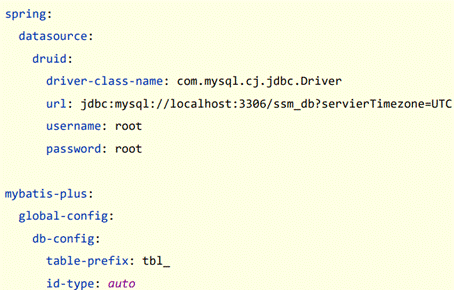 spring:
  datasource:
    druid:
      driver-class-name: com.mysql.cj.jdbc.Driver
      url: jdbc:mysql://localhost:3306/ssm_db?servierTimezone=UTC
      username: root
      password: root
mybatis-plus:
  global-config:
    db-config:
      table-prefix: tbl_
      id-type: auto